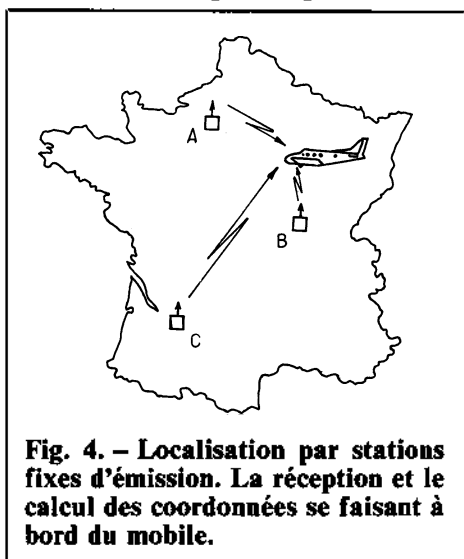 A
B
C
Fig. 4. – Localisation par stations
fixes d'émission. La réception et le
calcul des coordonnées se faisant à
bord du mobile.